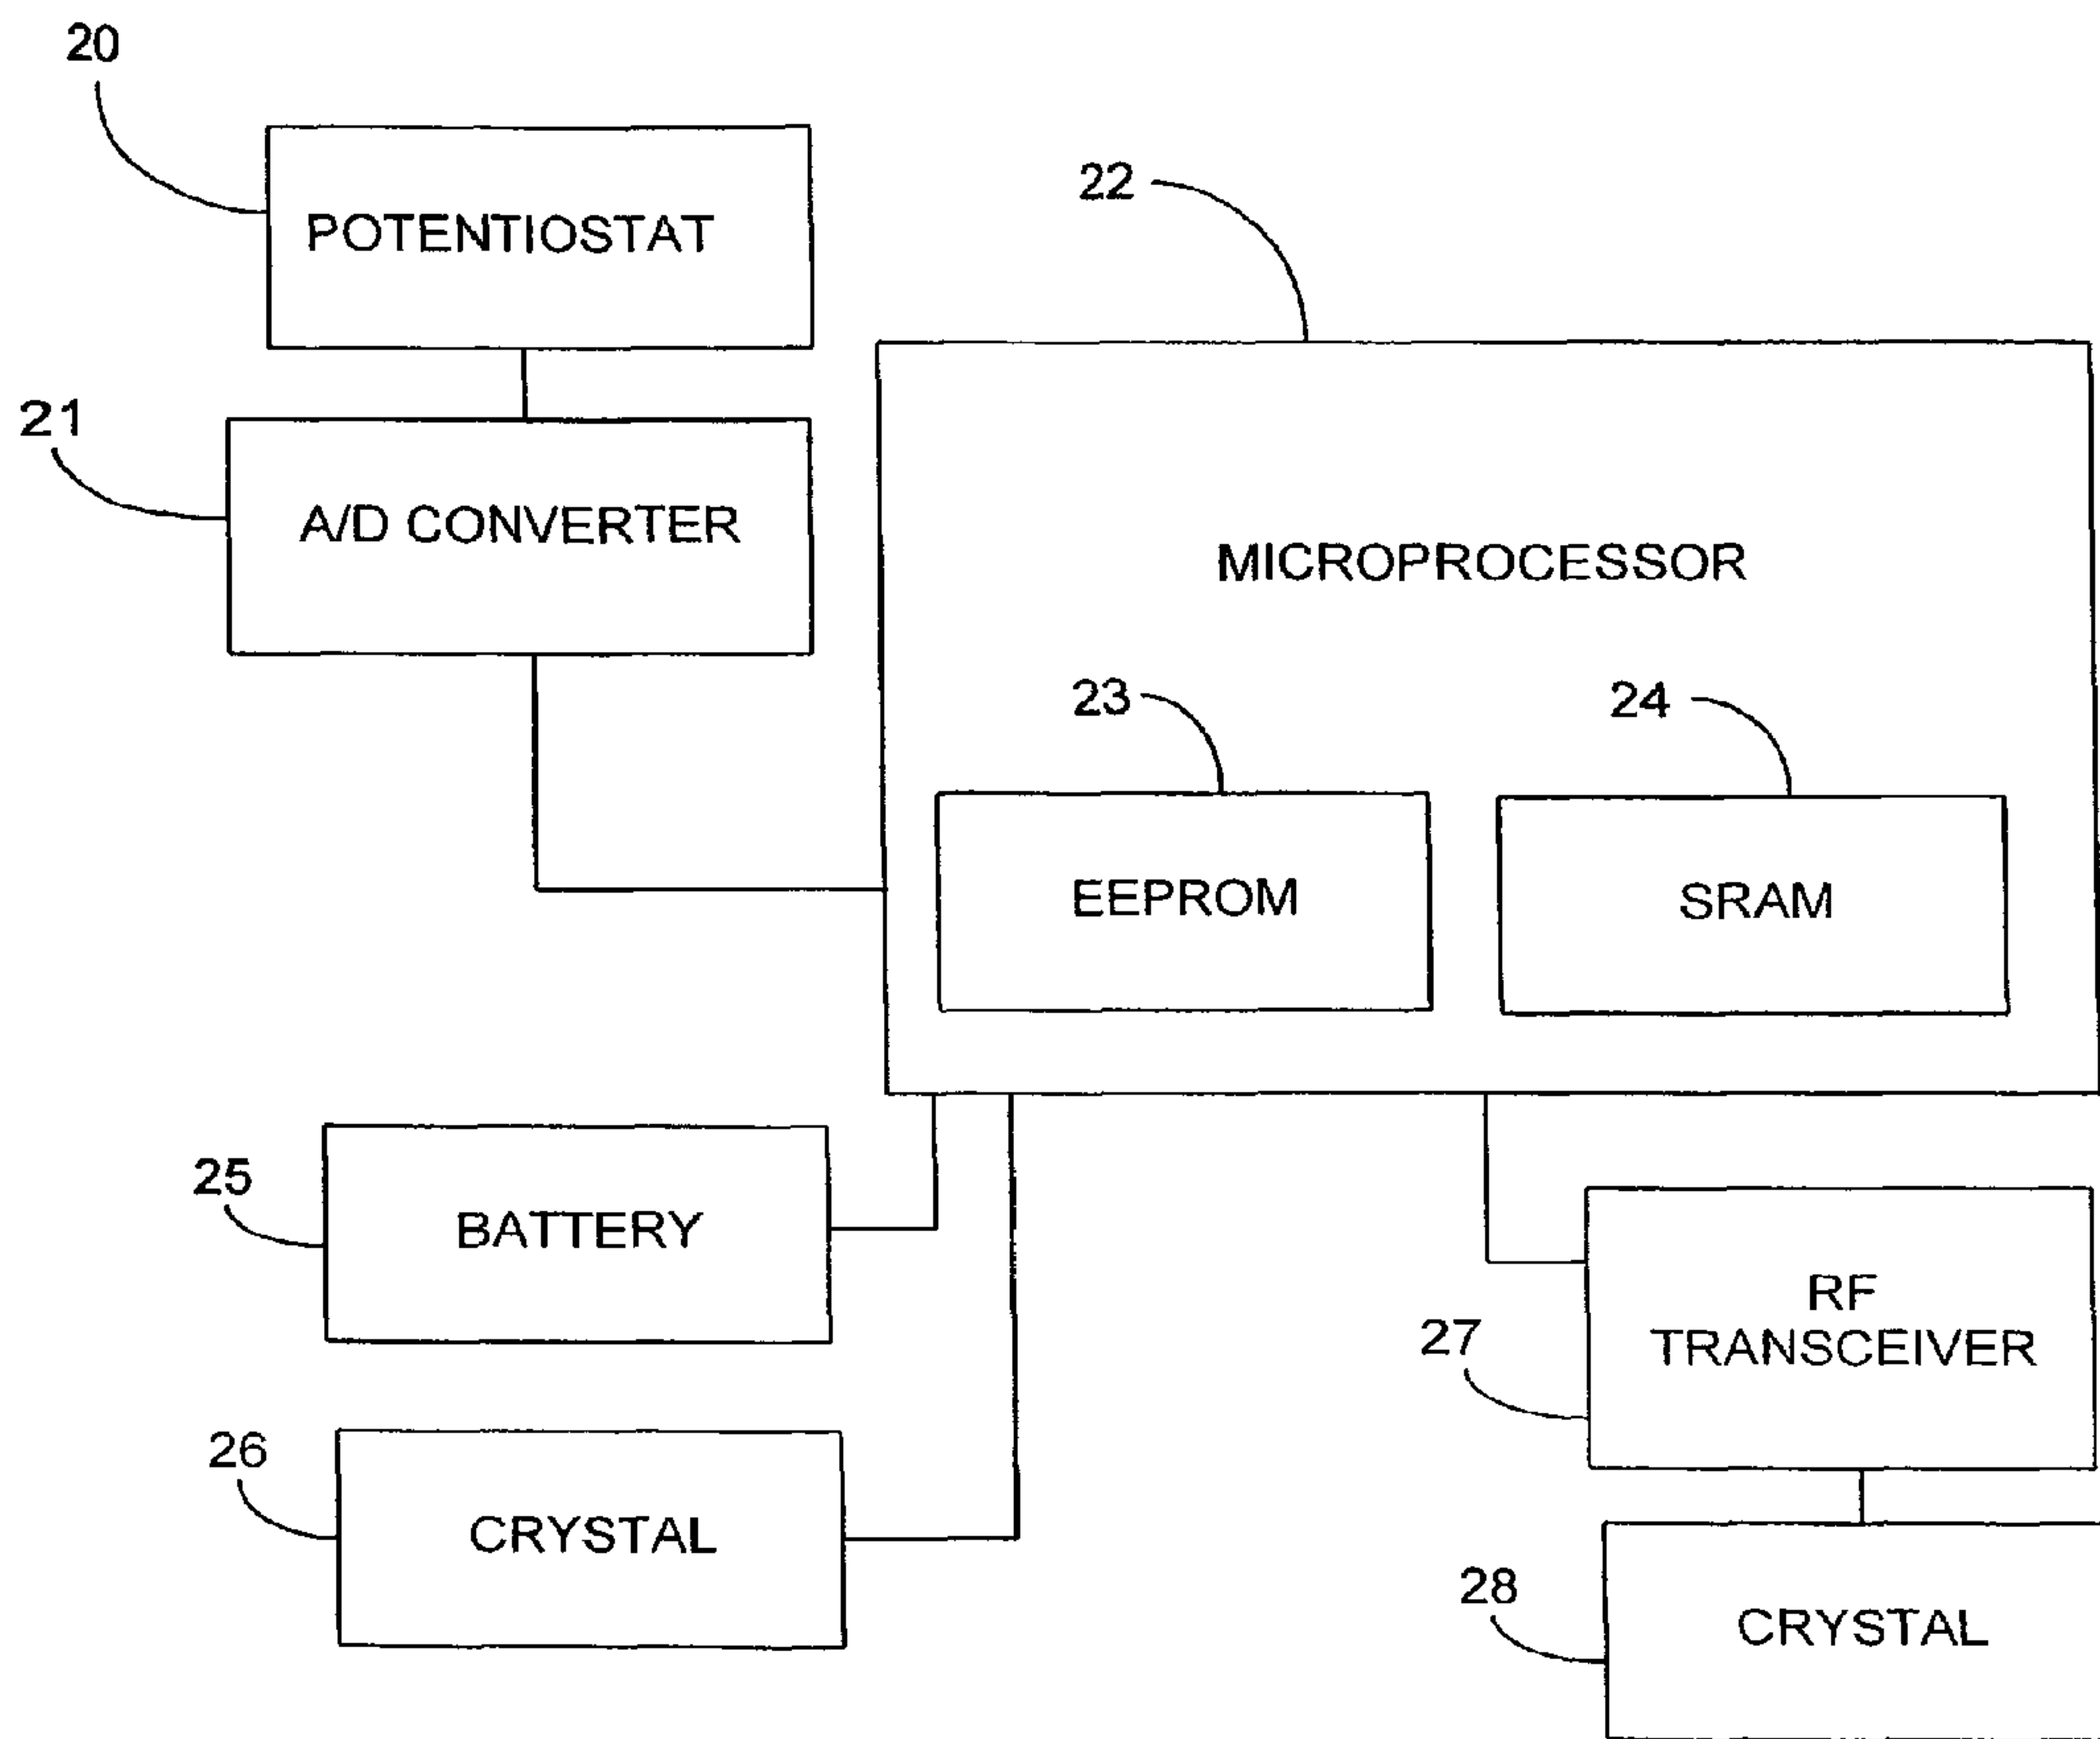 20
POTENTIOSTAT
22
21
A/D CONVERTER
MICROPROCESSOR
23
24
EEPROM
SRAM
25
BATTERY
RF
TRANSCEIVER
27
26
CRYSTAL
28
CRYSTAL